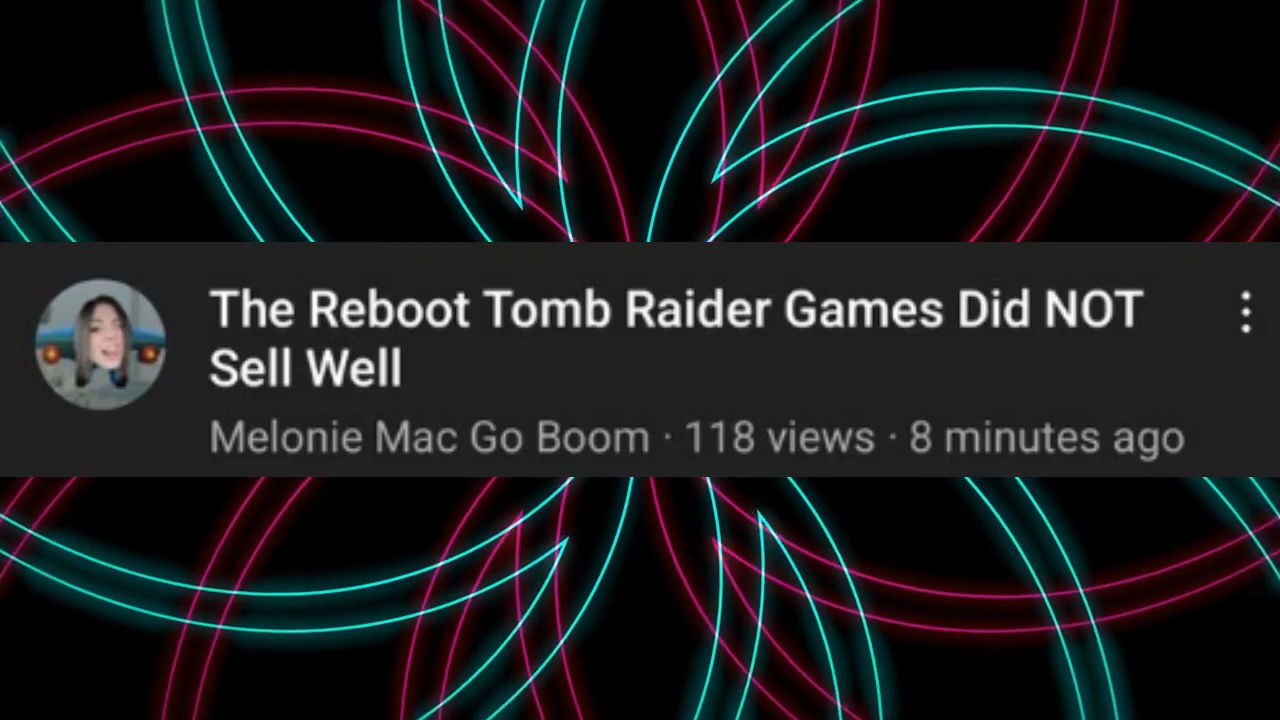 The Reboot Tomb Raider Games Did NOT
Sell Well
Melonie Mac Go Boom · 118 views · 8 minutes ago